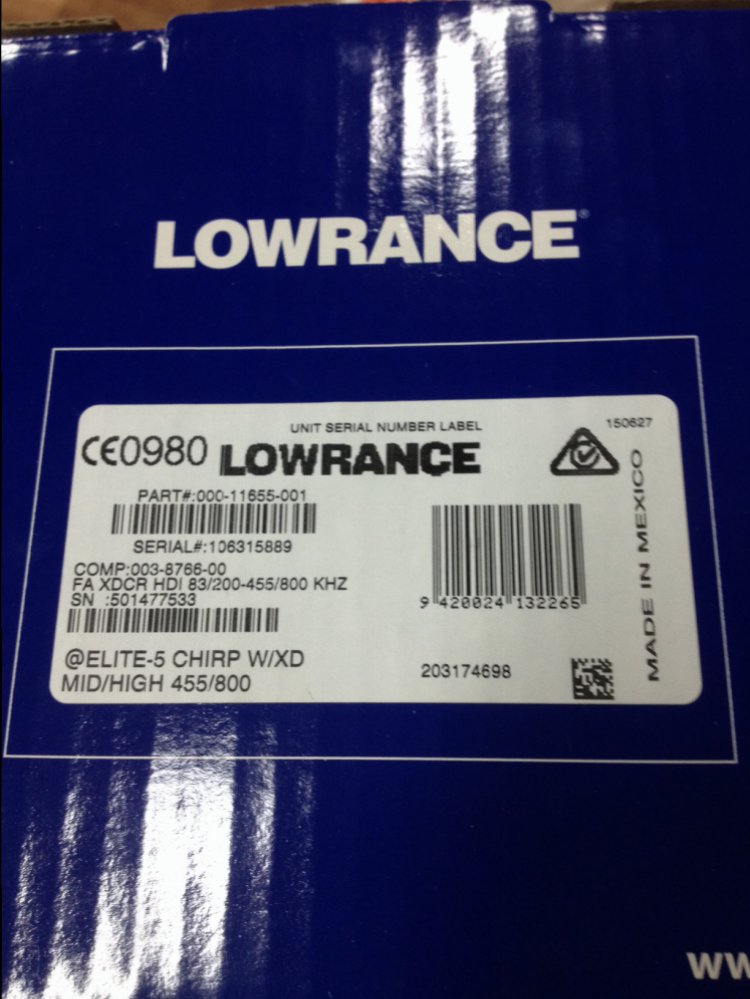 LOWRANCE®
UNIT SERIAL NUMBER LABEL
150627
CE0980 LOWRANCE
PART#:000-11655-001
SERIAL#:106315889
COMP:003-8766-00
FA XDCR HDI 83/200-455/800 KHZ
SN :501477533
9 420024 132265
MADE IN MEXICO
@ELITE-5 CHIRP W/XD
MID/HIGH 455/800
203174698